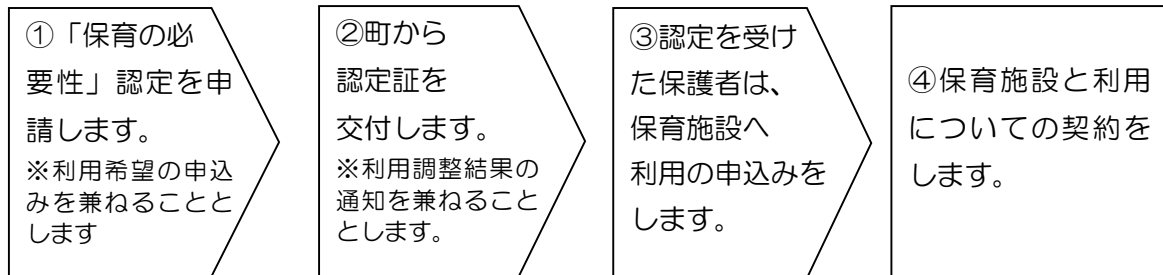 ①「保育の必
要性」認定を申
請します。
※利用希望の申込
みを兼ねることと
します
②町から
認定証を
交付します。
※利用調整結果の
通知を兼ねること
とします。
③認定を受け
た保護者は、
保育施設へ
利用の申込みを
します。
④保育施設と利用
についての契約を
します。